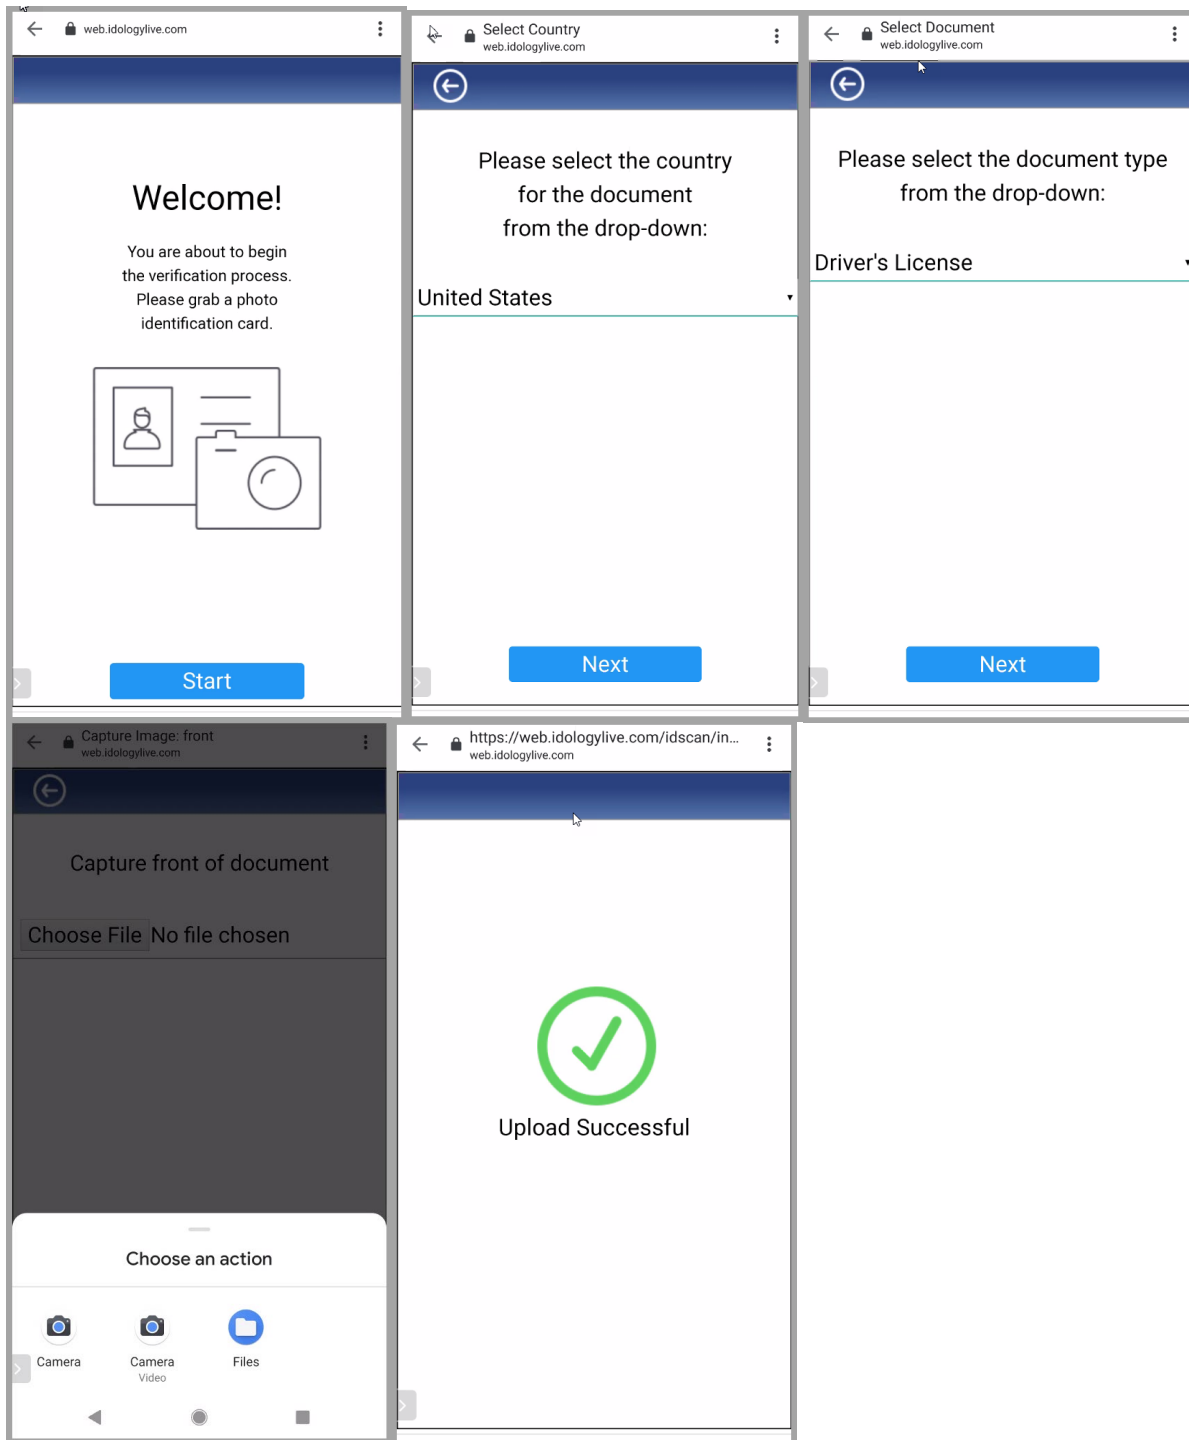 web.idologylive.com
Welcome!
You are about to begin
the verification process.
Please grab a photo
identification card.
Start
Select Country
web.idologylive.com
Please select the country
for the document
from the drop-down:
United States
Next
Select Document
web.idologylive.com
Please select the document type
from the drop-down:
Driver's License
Next
Capture Image: front
web.idologylive.com
Capture front of document
Choose File No file chosen
Choose an action
Camera
Camera
Video
Files
https://web.idologylive.com/idscan/in...
web.idologylive.com
Upload Successful